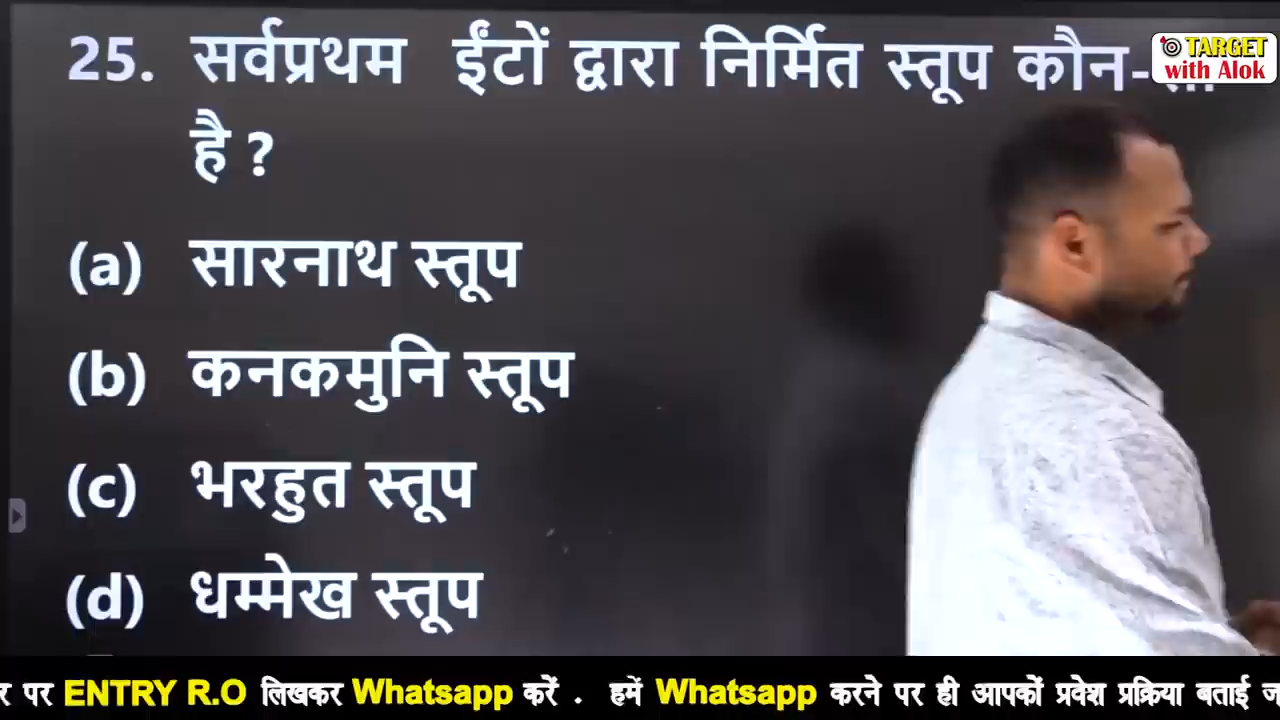 25. सर्वप्रथम ईंटों द्वारा निर्मित स्तूप कौन-
TARGET
with Alok
है ?
(a) सारनाथ स्तूप
(b) कनकमुनि स्तूप
(c) भरहुत स्तूप
(d) धम्मेख स्तूप
पर ENTRY R.O लिखकर Whatsapp करें . हमें Whatsapp करने पर ही आपकों प्रवेश प्रक्रिया बताई